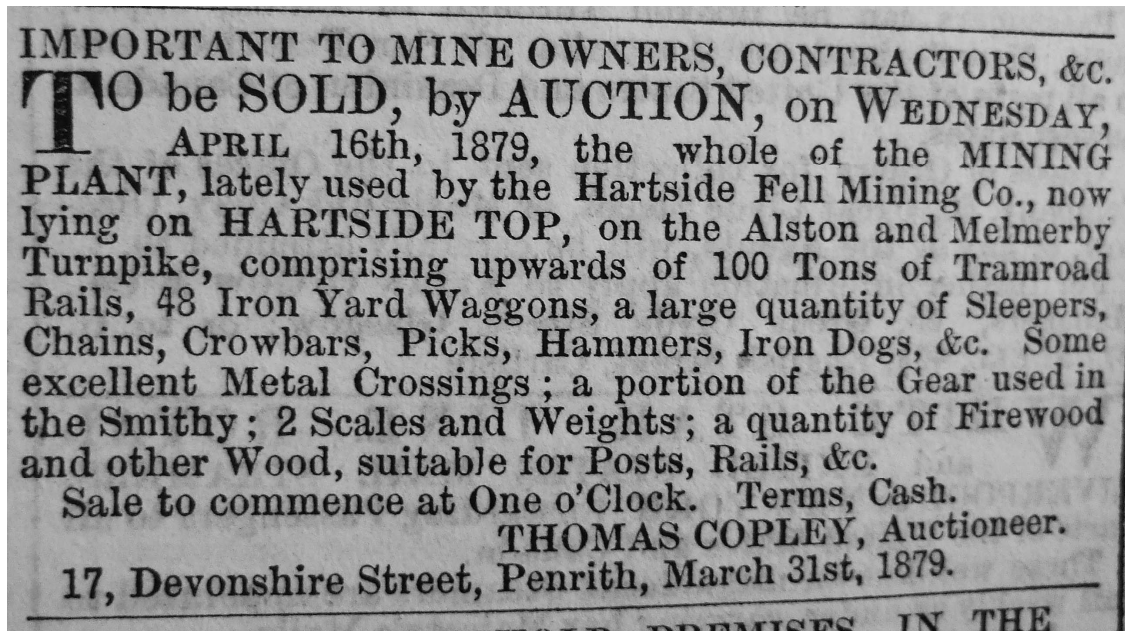 IMPORTANT TO MINE OWNERS, CONTRACTORS, &c.
TO be SOLD, by AUCTION, on WEDNESDAY,
APRIL 16th, 1879, the whole of the MINING
PLANT, lately used by the Hartside Fell Mining Co., now
lying on HARTSIDE TOP, on the Alston and Melmerby
Turnpike, comprising upwards of 100 Tons of Tramroad
Rails, 48 Iron Yard Waggons, a large quantity of Sleepers,
Chains, Crowbars, Picks, Hammers, Iron Dogs, &c. Some
excellent Metal Crossings; a portion of the Gear used in
the Smithy; 2 Scales and Weights; a quantity of Firewood
and other Wood, suitable for Posts, Rails, &c.
Sale to commence at One o'Clock. Terms, Cash.
THOMAS COPLEY, Auctioneer.
17, Devonshire Street, Penrith, March 31st, 1879.
PREMISES IN THE